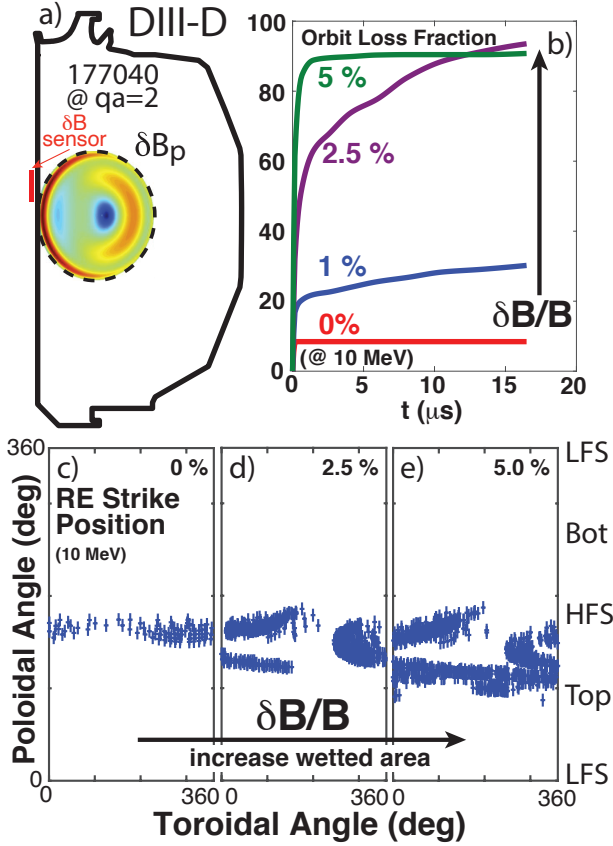 a)
DIII-D
177040
@ qa=2
δB
sensor
δBp
b)
Orbit Loss Fraction
5 %
2.5 %
1 %
0%
(@ 10 MeV)
δB/B
100
80
60
40
20
0
0
5
10
15
20
t (μs)
c)
0 %
RE Strike
Position
(10 MeV)
d)
2.5 %
e)
5.0 %
360
Poloidal Angle (deg)
0
LFS
Bot
HFS
Top
LFS
δB/B
increase wetted area
0
360
0
360
0
360
Toroidal Angle (deg)